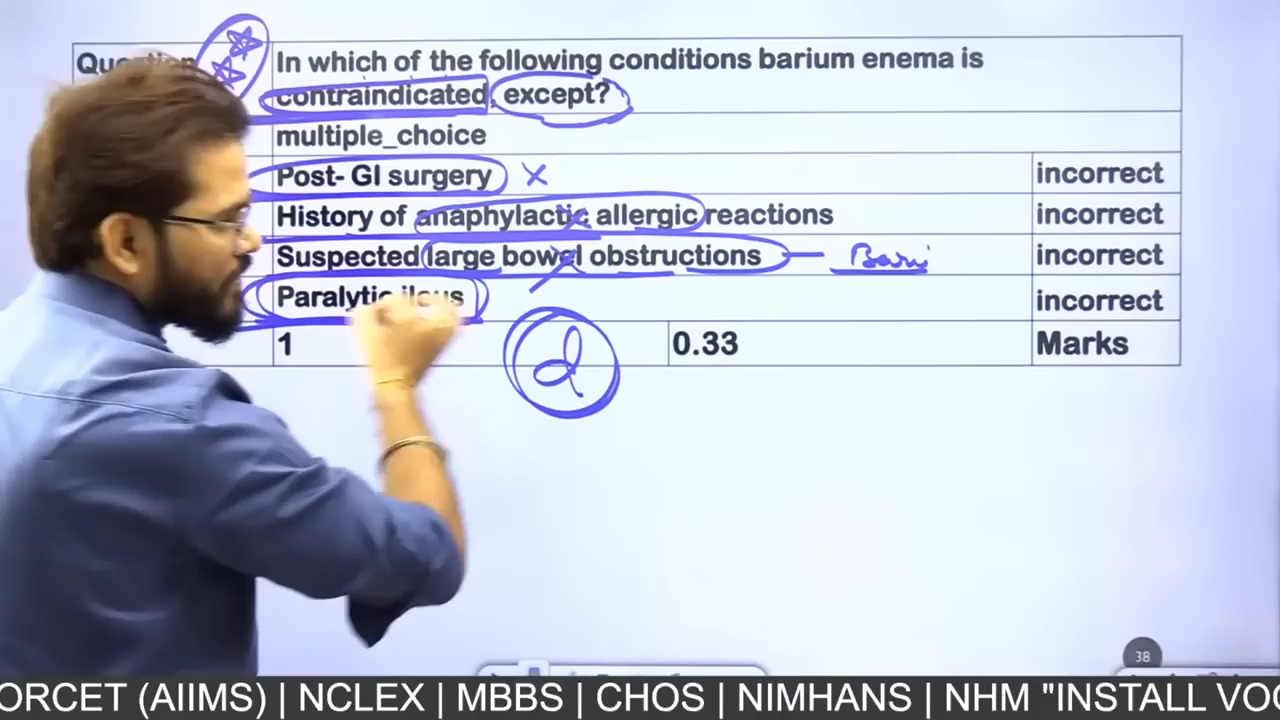 In which of the following conditions barium enema is
contraindicated, except?
multiple_choice
Post- GI surgery
incorrect
History of anaphylactic allergic reactions
incorrect
Suspected large bowel obstructions
Bari
incorrect
Paralytic
incorrect
d
1
0.33
Marks
38
ORCET (AIIMS) | NCLEX | MBBS | CHOS | NIMHANS | NHM "INSTALL